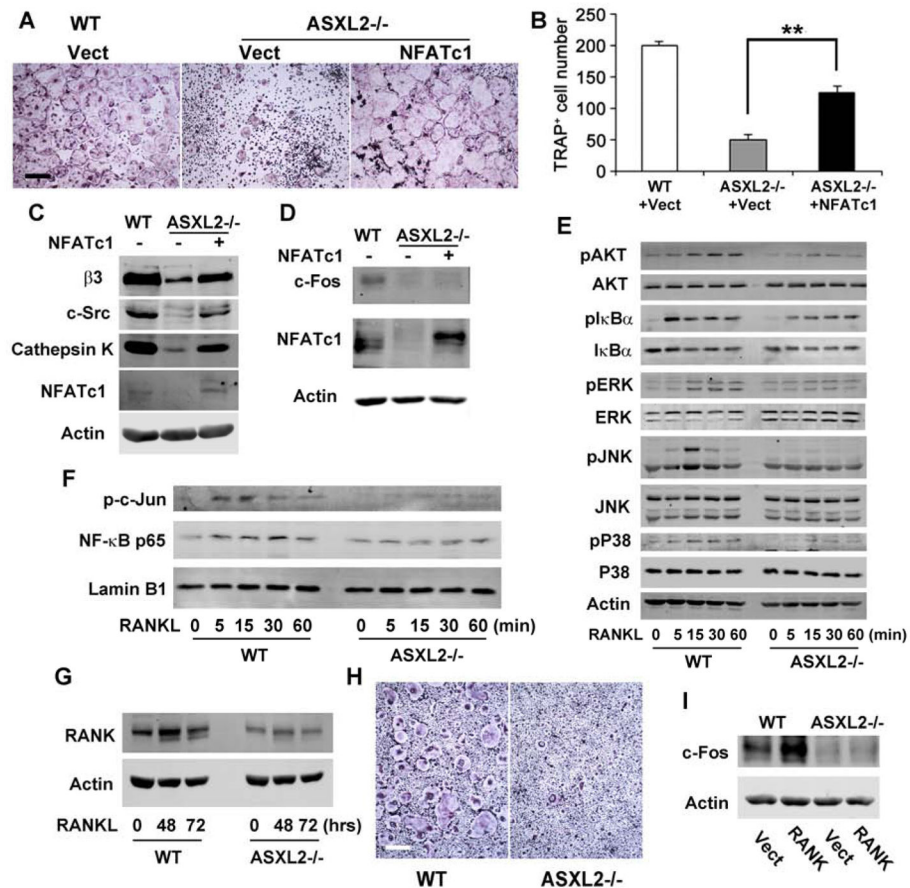 A
WT
Vect
ASXL2-/-
Vect
NFATc1
B
TRAP+ cell number
250
200
150
100
50
0
**
WT
+Vect
ASXL2-/-
+Vect
ASXL2-/-
+NFATc1
C
WT ASXL2-/-
NFATc1 - - +
β3
c-Src
Cathepsin K
NFATc1
Actin
D
WT ASXL2-/-
NFATc1 - - +
c-Fos
NFATc1
Actin
E
pAKT
AKT
pIκBα
IκBα
pERK
ERK
pJNK
JNK
pP38
P38
Actin
RANKL 0 5 15 30 60 0 5 15 30 60 (min)
WT ASXL2-/-
F
p-c-Jun
NF-κB p65
Lamin B1
RANKL 0 5 15 30 60 0 5 15 30 60 (min)
WT ASXL2-/-
G
RANK
Actin
RANKL 0 48 72 0 48 72 (hrs)
WT ASXL2-/-
H
WT ASXL2-/-
I
WT ASXL2-/-
c-Fos
Actin
Vect RANK Vect RANK